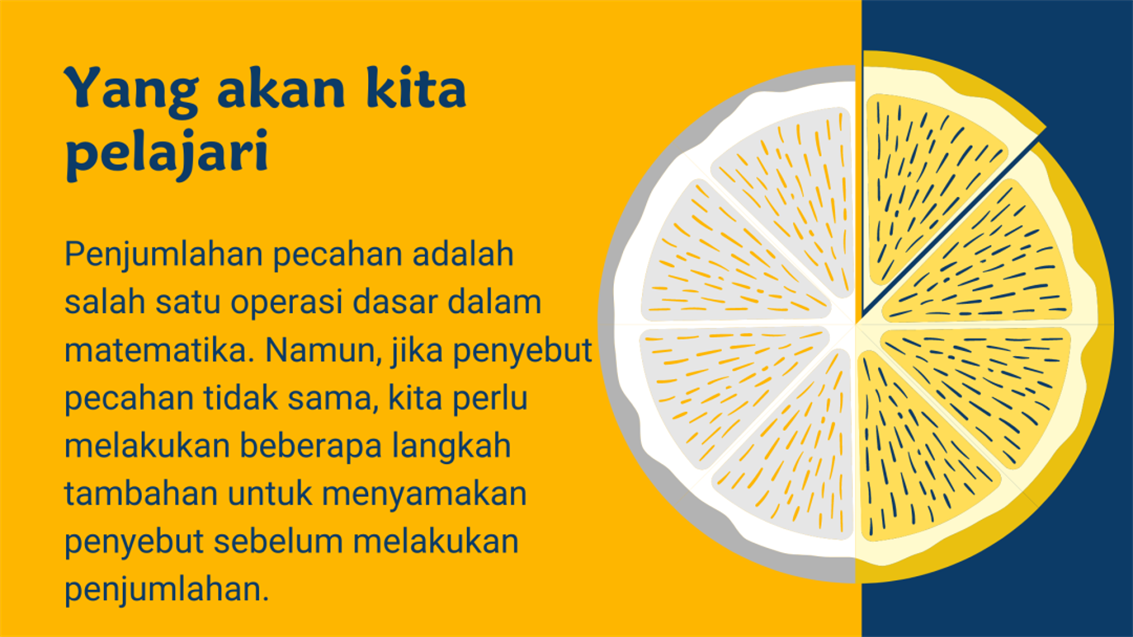 Yang akan kita
pelajari
Penjumlahan pecahan adalah
salah satu operasi dasar dalam
matematika. Namun, jika penyebut
pecahan tidak sama, kita perlu
melakukan beberapa langkah
tambahan untuk menyamakan
penyebut sebelum melakukan
penjumlahan.